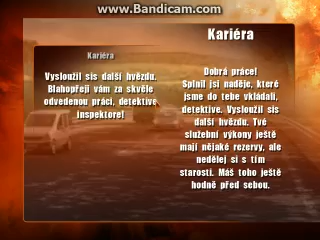 www.Bandicam.com
Kariéra
Kariéra
Vysloužil sis další hvězdu.
Blahopřeji vám za skvěle
odvedenou práci, detektive
inspektore!
Dobrá práce!
Splnil jsi naděje, které
jsme do tebe vkládali,
detektive. Vysloužil sis
další hvězdu. Tvé
služební výkony ještě
mají nějaké rezervy, ale
nedělej si s tím
starosti. Máš toho ještě
hodně před sebou.